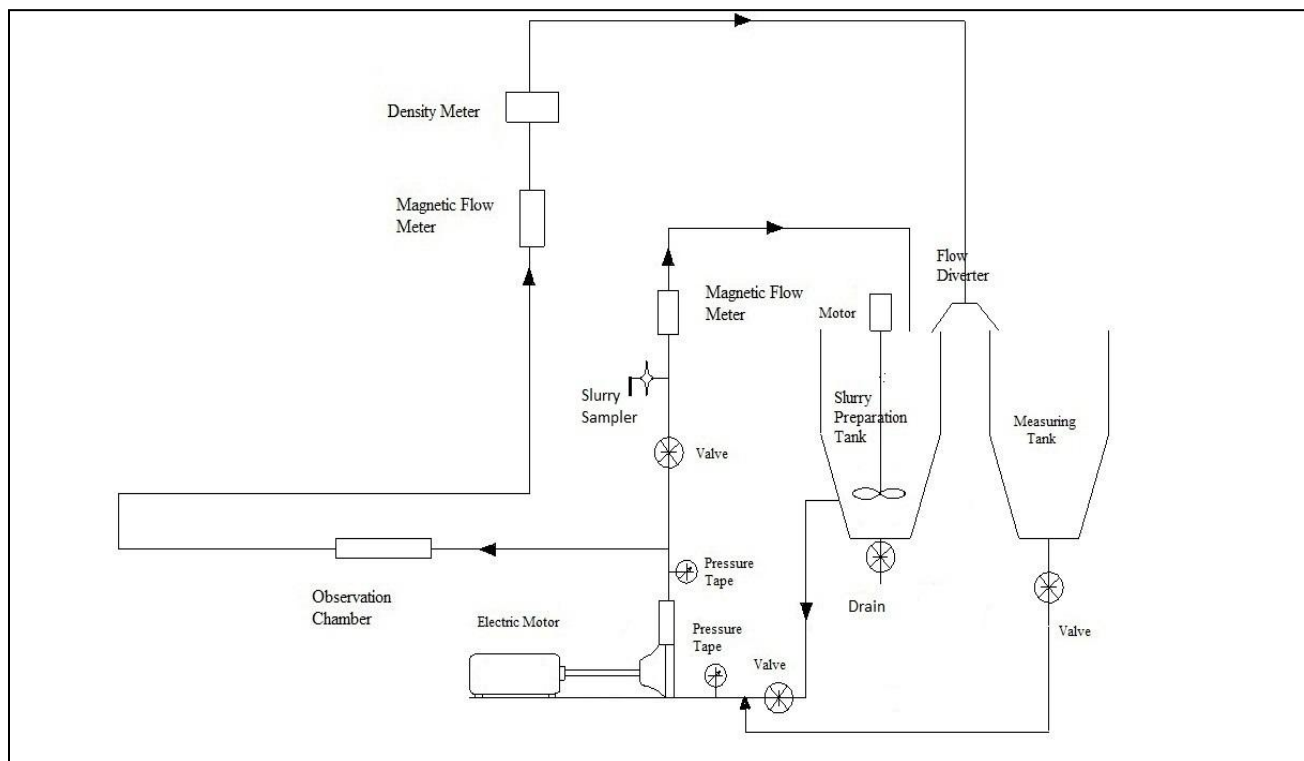 Density Meter
Magnetic Flow
Meter
Flow
Diverter
Magnetic Flow
Meter
Motor
Slurry
Sampler
Slurry
Preparation
Tank
Measuring
Tank
Valve
Pressure
Tape
Observation
Chamber
Electric Motor
Pressure
Tape
Valve
Drain
Valve